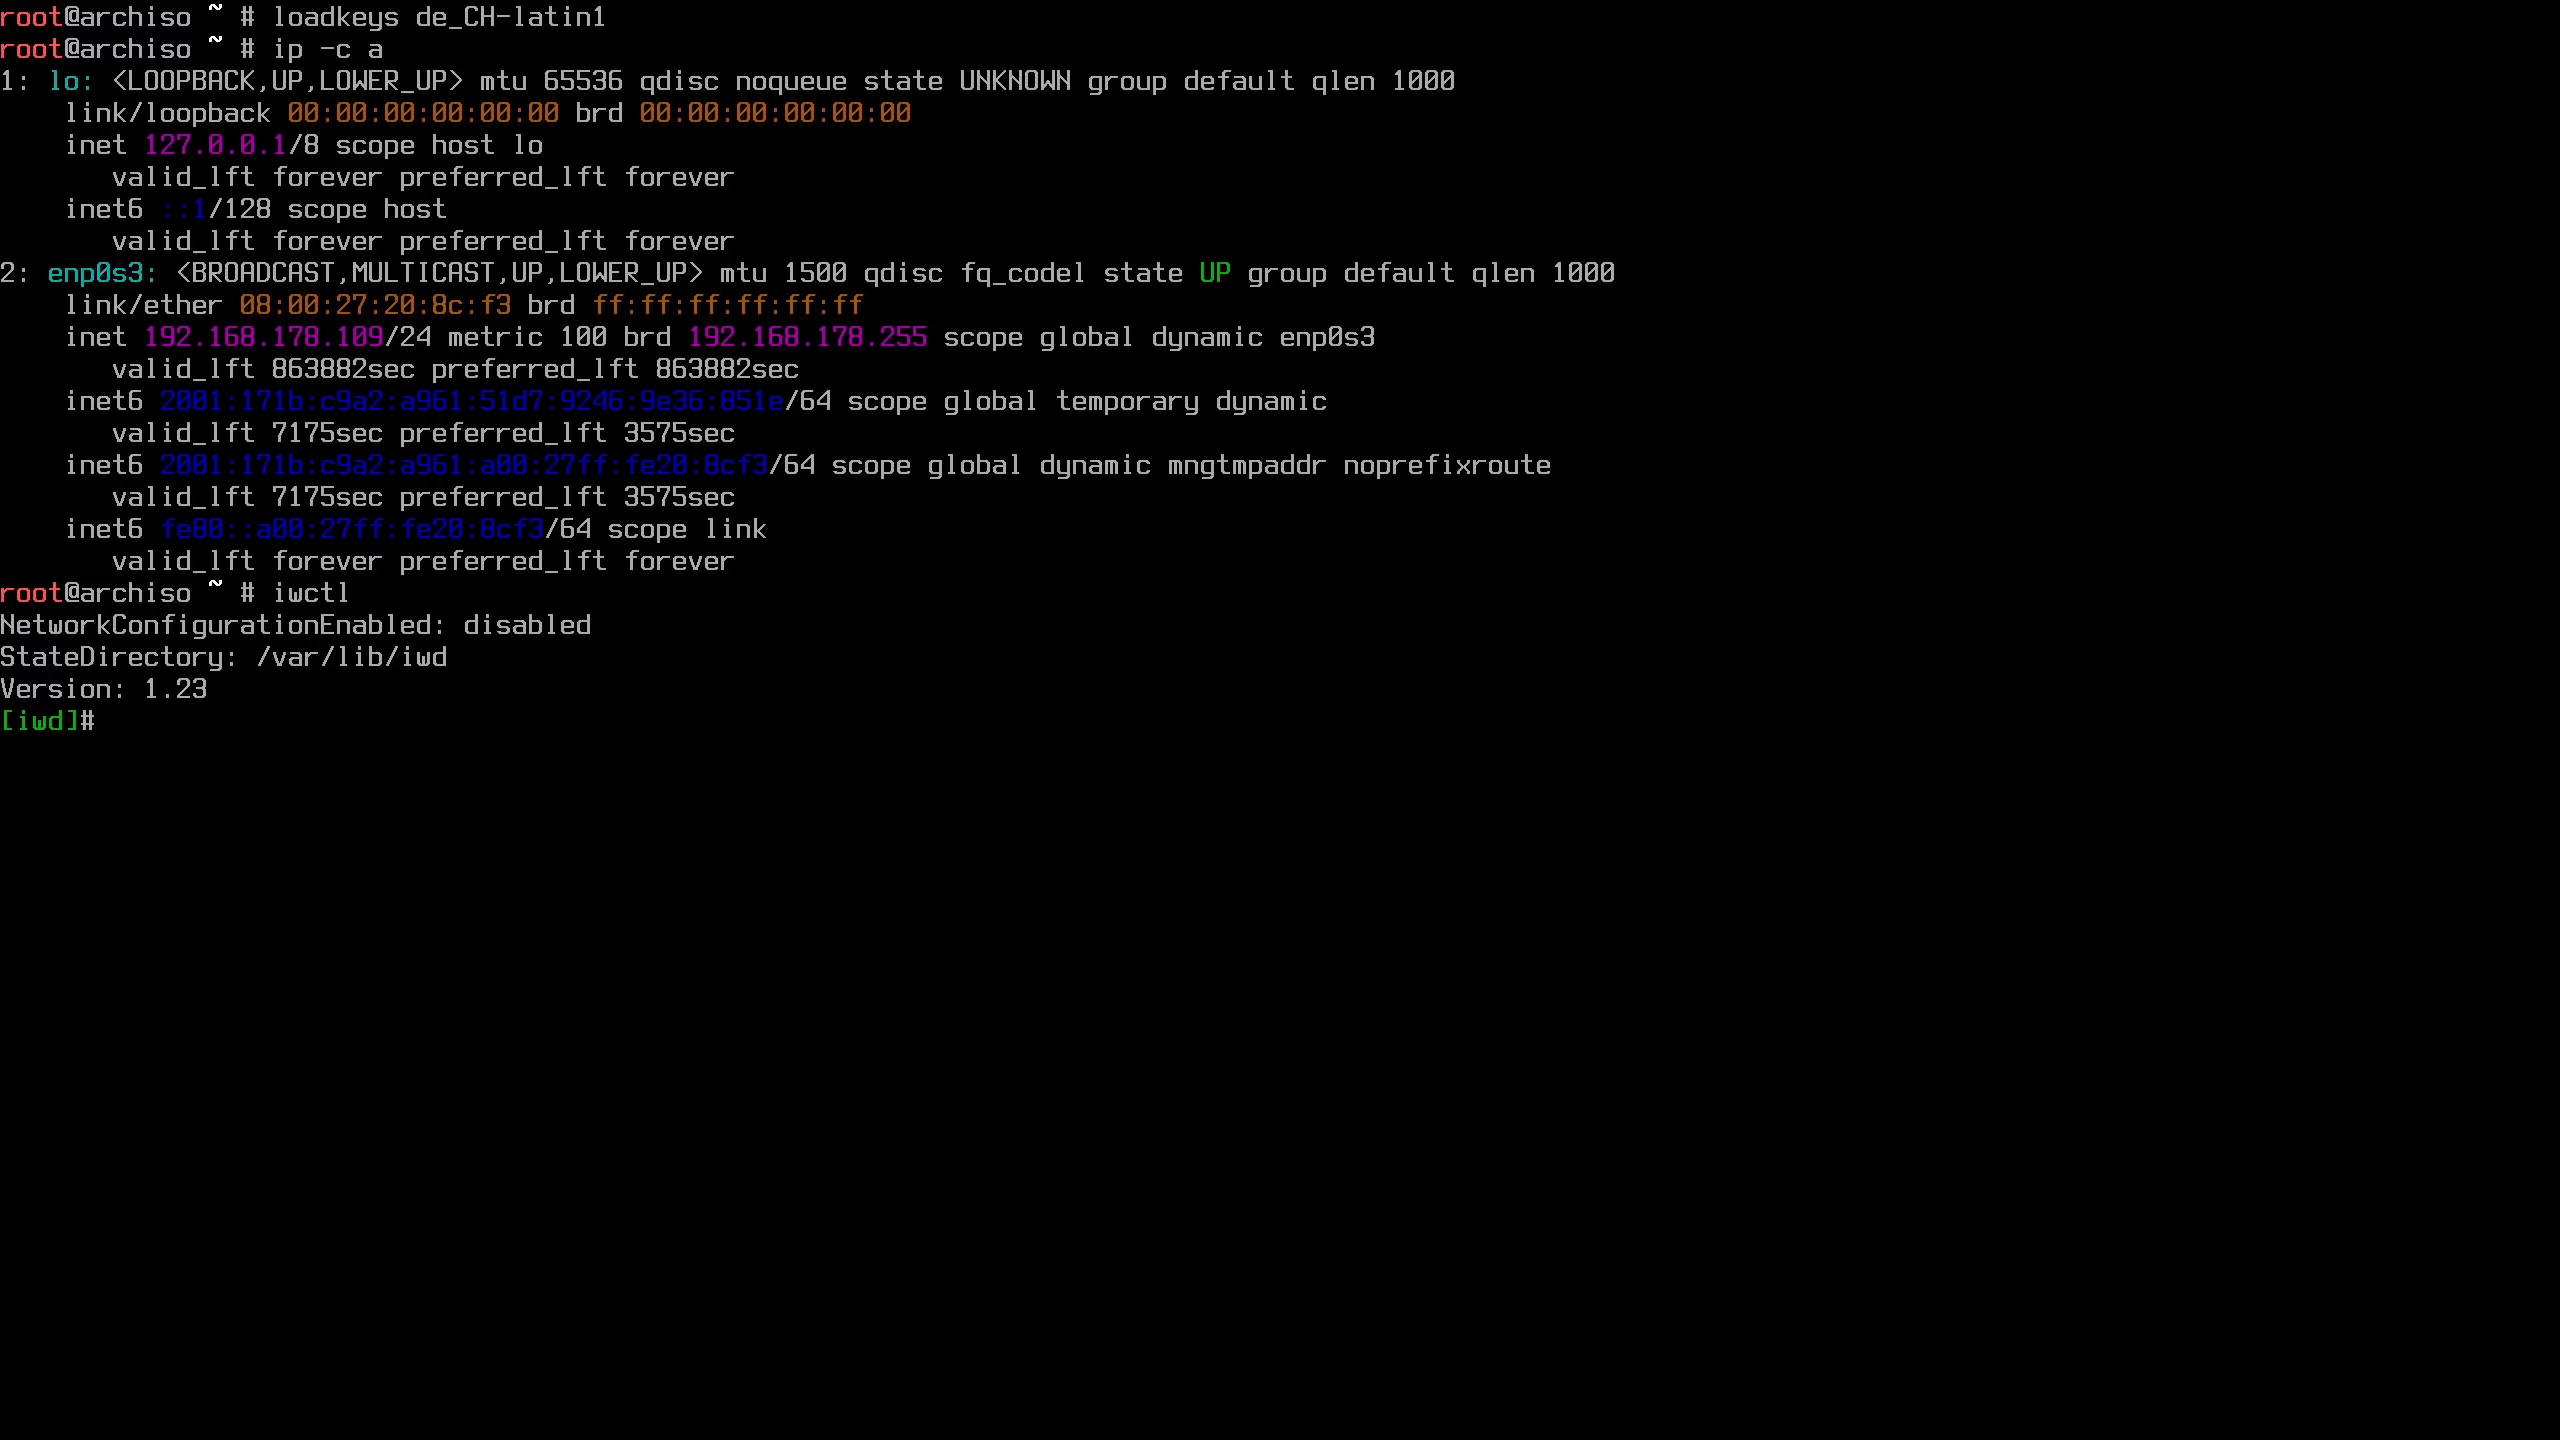 root@archiso ~ # loadkeys de_CH-latin1
root@archiso ~ # ip -c a
1: lo: <LOOPBACK,UP,LOWER_UP> mtu 65536 qdisc noqueue state UNKNOWN group default qlen 1000
    link/loopback 00:00:00:00:00:00 brd 00:00:00:00:00:00
    inet 127.0.0.1/8 scope host lo
       valid_lft forever preferred_lft forever
    inet6 ::1/128 scope host
       valid_lft forever preferred_lft forever
2: enp0s3: <BROADCAST,MULTICAST,UP,LOWER_UP> mtu 1500 qdisc fq_codel state UP group default qlen 1000
    link/ether 08:00:27:20:8c:f3 brd ff:ff:ff:ff:ff:ff
    inet 192.168.178.109/24 metric 100 brd 192.168.178.255 scope global dynamic enp0s3
       valid_lft 863882sec preferred_lft 863882sec
    inet6 2001:171b:c9a2:a961:51d7:9246:9e36:851e/64 scope global temporary dynamic
       valid_lft 7175sec preferred_lft 3575sec
    inet6 2001:171b:c9a2:a961:a00:27ff:fe20:8cf3/64 scope global dynamic mngtmpaddr noprefixroute
       valid_lft 7175sec preferred_lft 3575sec
    inet6 fe80::a00:27ff:fe20:8cf3/64 scope link
       valid_lft forever preferred_lft forever
root@archiso ~ # iwctl
NetworkConfigurationEnabled: disabled
StateDirectory: /var/lib/iwd
Version: 1.23
[iwd]#